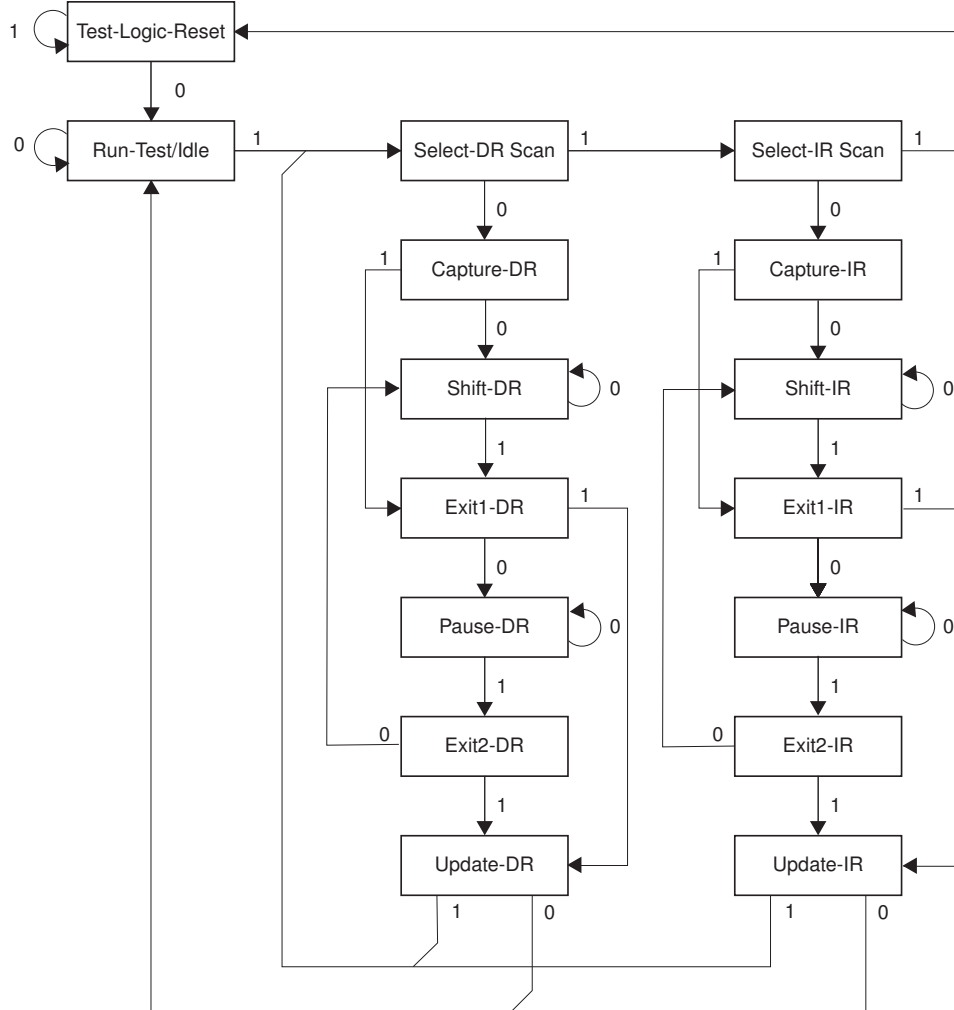 1 Test-Logic-Reset
0
0 Run-Test/Idle 1 Select-DR Scan 1 Select-IR Scan 1
0 0
1 Capture-DR 1 Capture-IR
0 0
Shift-DR 0 Shift-IR 0
1 1
Exit1-DR 1 Exit1-IR 1
0 0
Pause-DR 0 Pause-IR 0
1 1
0 Exit2-DR 0 Exit2-IR
1 1
Update-DR Update-IR
1 0 1 0